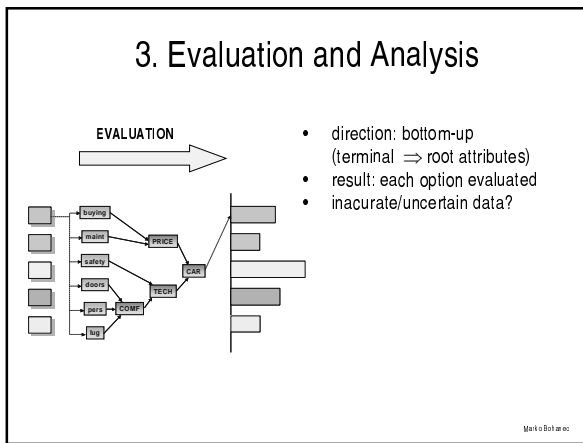 3. Evaluation and Analysis
EVALUATION
• direction: bottom-up
(terminal ⇒ root attributes)
• result: each option evaluated
• inacurate/uncertain data?
buying
maint
safety
doors
pers
lug
PRICE
COMF
TECH
CAR
Marko Bohanec